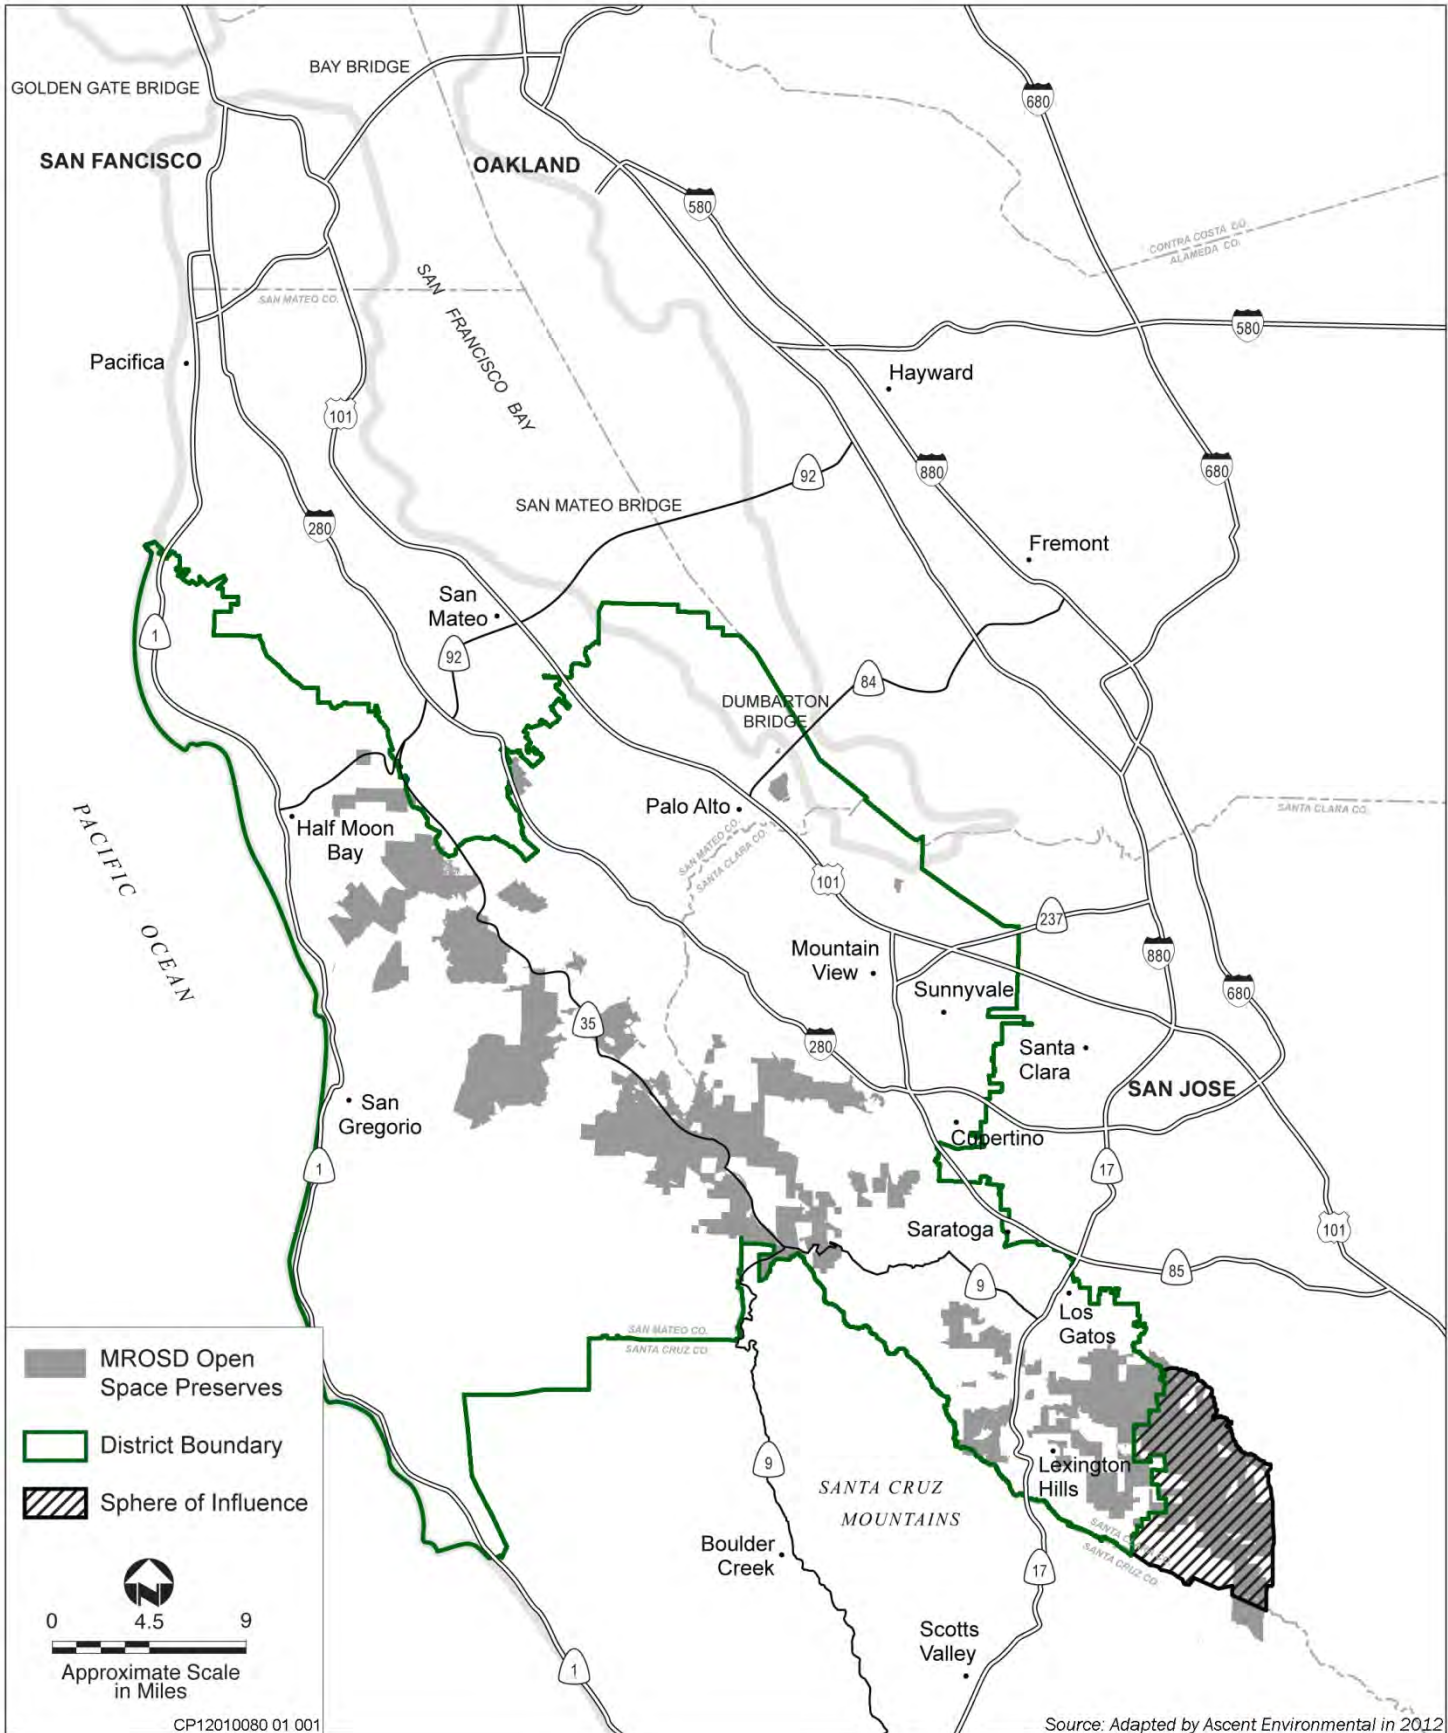 BAY BRIDGE
GOLDEN GATE BRIDGE
680
SAN FANCISCO
OAKLAND
580
CONTRA COSTA CO.
ALAMEDA CO.
SAN MATEO CO.
SAN FRANCISCO BAY
580
Pacifica
Hayward
101
92
880
680
SAN MATEO BRIDGE
280
Fremont
San
Mateo
1
92
84
DUMBARTON
BRIDGE
Palo Alto
SANTA CLARA CO.
SAN MATEO CO.
SANTA CLARA CO.
PACIFIC OCEAN
Half Moon
Bay
101
237
Mountain
View
880
Sunnyvale
680
35
280
Santa
Clara
SAN JOSE
San
Gregorio
Cupertino
1
17
Saratoga
101
85
9
Los
Gatos
SAN MATEO CO.
SANTA CRUZ CO.
MROSD Open
Space Preserves
District Boundary
9
Lexington
Hills
SANTA CRUZ
MOUNTAINS
Sphere of Influence
SANTA
SANTA CRUZ CO.
Boulder
Creek
17
0 4.5 9
Scotts
Valley
Approximate Scale
in Miles
1
CP12010080 01 001
Source: Adapted by Ascent Environmental in 2012